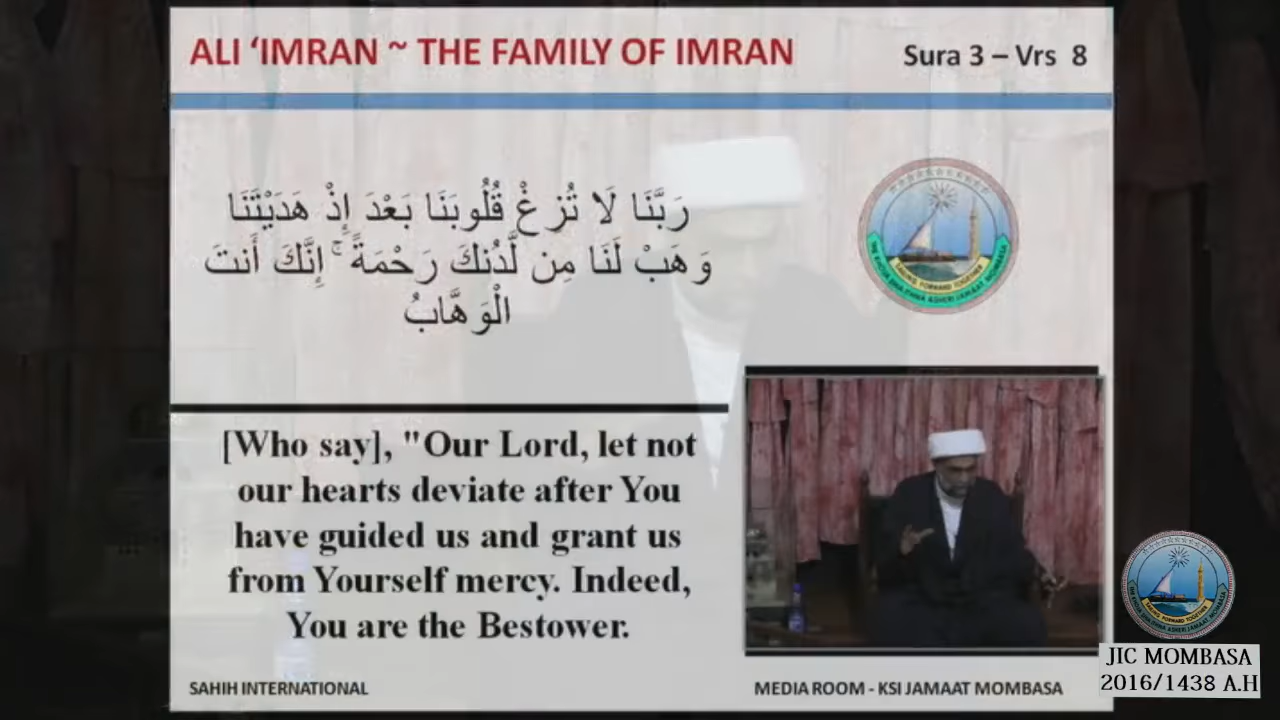 ALI ‘IMRAN ~ THE FAMILY OF IMRAN
Sura 3 – Vrs 8
رَبَّنَا لَا تُزِغْ قُلُوبَنَا بَعْدَ إِذْ هَدَيْتَنَا
وَهَبْ لَنَا مِن لَّدُنكَ رَحْمَةً ۚ إِنَّكَ أَنتَ
الْوَهَّابُ
[Who say], "Our Lord, let not
our hearts deviate after You
have guided us and grant us
from Yourself mercy. Indeed,
You are the Bestower.
SAHIH INTERNATIONAL
MEDIA ROOM - KSI JAMAAT MOMBASA
JIC MOMBASA
2016/1438 A.H